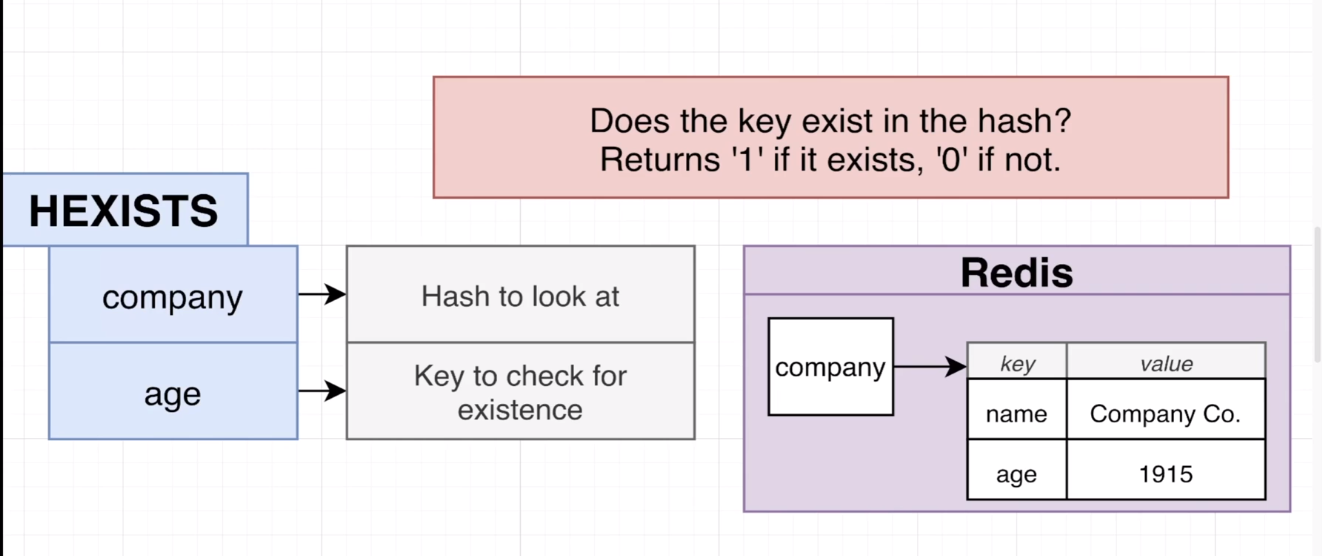 Does the key exist in the hash?
Returns '1' if it exists, '0' if not.
HEXISTS
company
Hash to look at
age
Key to check for
existence
Redis
company
key value
name Company Co.
age 1915